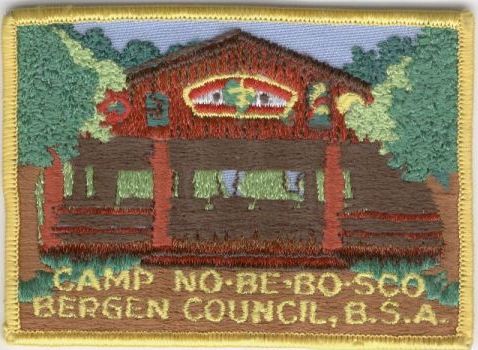 CAMP NO·BE·BO·SCO
BERGEN COUNCIL, B.S.A.